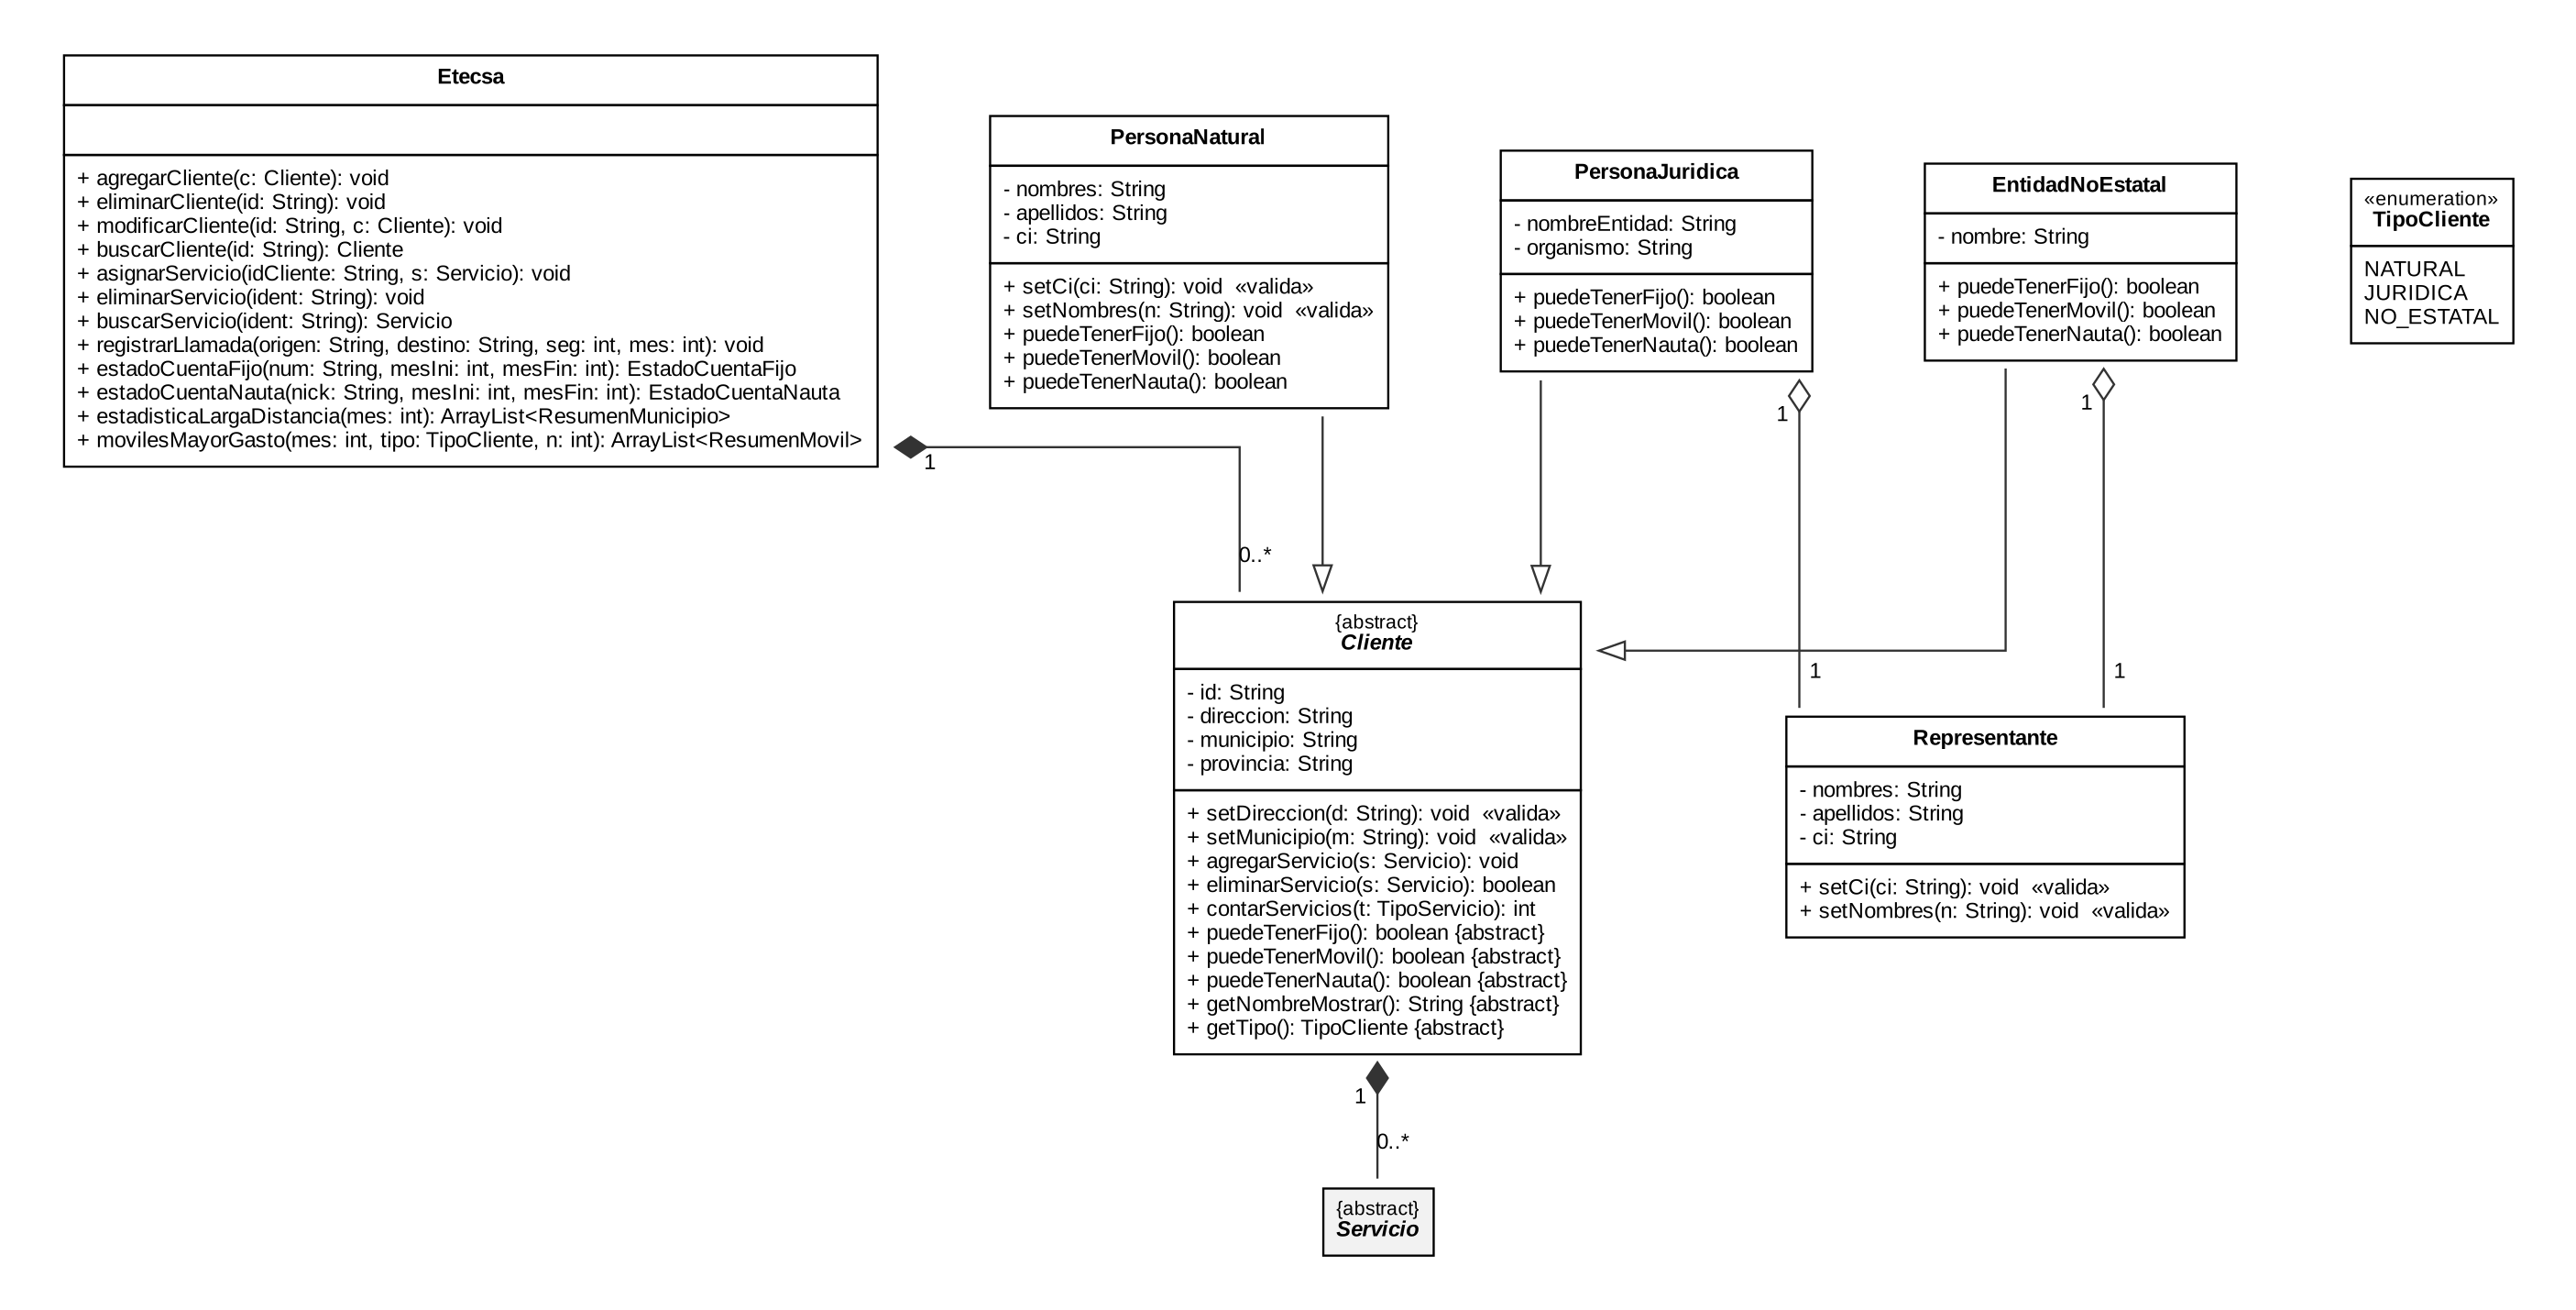 Etecsa
+ agregarCliente(c: Cliente): void
+ eliminarCliente(id: String): void
+ modificarCliente(id: String, c: Cliente): void
+ buscarCliente(id: String): Cliente
+ asignarServicio(idCliente: String, s: Servicio): void
+ eliminarServicio(ident: String): void
+ buscarServicio(ident: String): Servicio
+ registrarLlamada(origen: String, destino: String, seg: int, mes: int): void
+ estadoCuentaFijo(num: String, mesIni: int, mesFin: int): EstadoCuentaFijo
+ estadoCuentaNauta(nick: String, mesIni: int, mesFin: int): EstadoCuentaNauta
+ estadisticaLargaDistancia(mes: int): ArrayList<ResumenMunicipio>
+ movilesMayorGasto(mes: int, tipo: TipoCliente, n: int): ArrayList<ResumenMovil>
1
0..*
PersonaNatural
- nombres: String
- apellidos: String
- ci: String
+ setCi(ci: String): void «valida»
+ setNombres(n: String): void «valida»
+ puedeTenerFijo(): boolean
+ puedeTenerMovil(): boolean
+ puedeTenerNauta(): boolean
PersonaJuridica
- nombreEntidad: String
- organismo: String
+ puedeTenerFijo(): boolean
+ puedeTenerMovil(): boolean
+ puedeTenerNauta(): boolean
1
1
EntidadNoEstatal
- nombre: String
+ puedeTenerFijo(): boolean
+ puedeTenerMovil(): boolean
+ puedeTenerNauta(): boolean
1
1
«enumeration»
TipoCliente
NATURAL
JURIDICA
NO_ESTATAL
{abstract}
Cliente
- id: String
- direccion: String
- municipio: String
- provincia: String
+ setDireccion(d: String): void «valida»
+ setMunicipio(m: String): void «valida»
+ agregarServicio(s: Servicio): void
+ eliminarServicio(s: Servicio): boolean
+ contarServicios(t: TipoServicio): int
+ puedeTenerFijo(): boolean {abstract}
+ puedeTenerMovil(): boolean {abstract}
+ puedeTenerNauta(): boolean {abstract}
+ getNombreMostrar(): String {abstract}
+ getTipo(): TipoCliente {abstract}
Representante
- nombres: String
- apellidos: String
- ci: String
+ setCi(ci: String): void «valida»
+ setNombres(n: String): void «valida»
1
0..*
{abstract}
Servicio